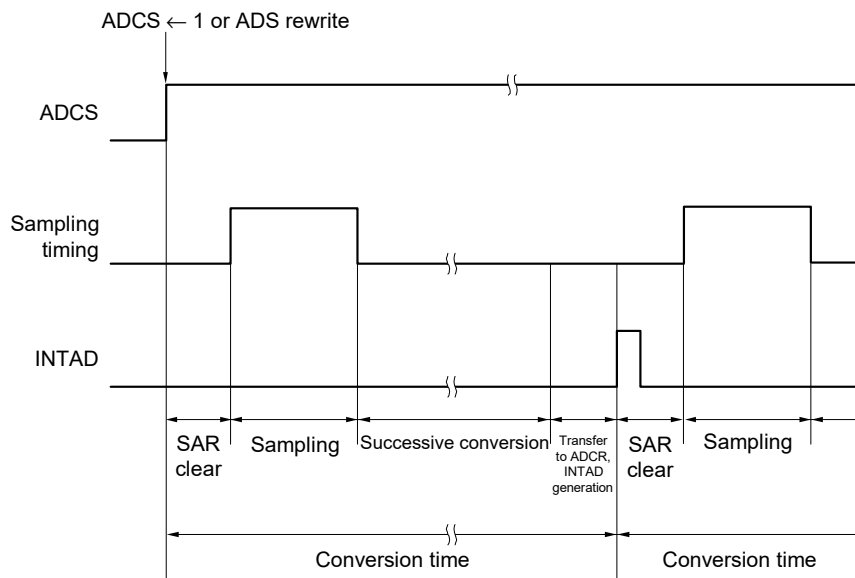 ADCS ← 1 or ADS rewrite
ADCS
Sampling
timing
INTAD
SAR
clear
Sampling
Successive conversion
Transfer
to ADCR,
INTAD
generation
SAR
clear
Sampling
Conversion time
Conversion time